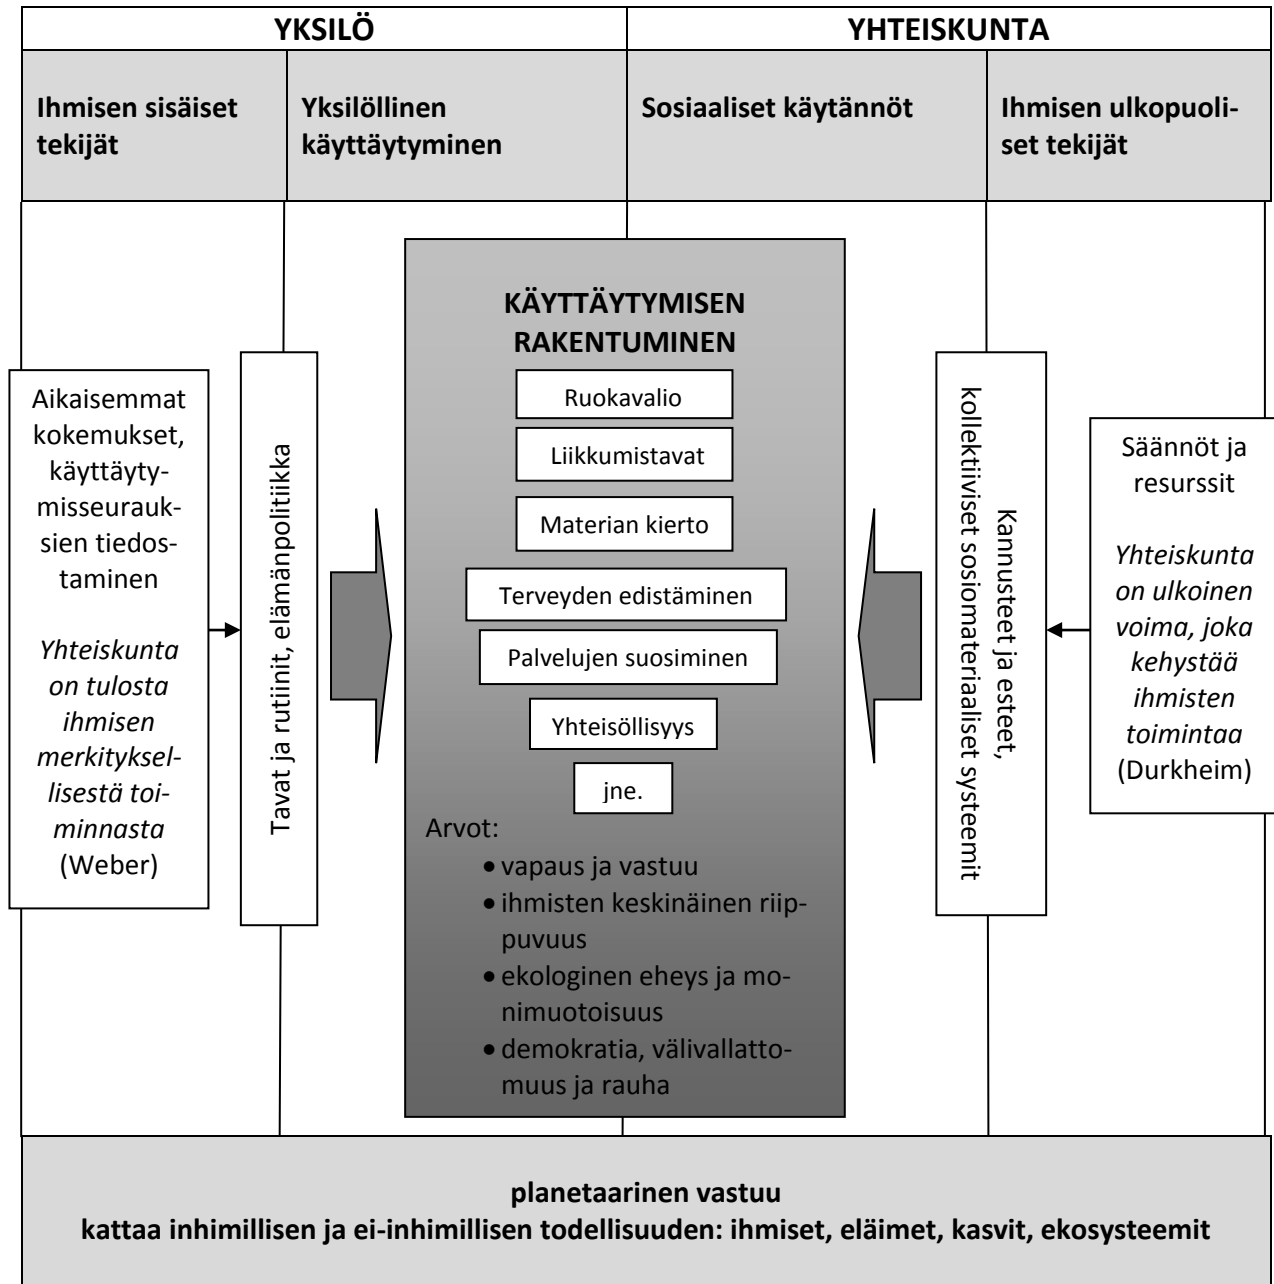 YKSILÖ
YHTEISKUNTA
Ihmisen sisäiset
tekijät
Yksilöllinen
käyttäytyminen
Sosiaaliset käytännöt
Ihmisen ulkopuoli-
set tekijät
Aikaisemmat
kokemukset,
käyttäyty-
misseurauk-
sien tiedos-
taminen
Yhteiskunta
on tulosta
ihmisen
merkityksel-
lisestä toi-
minnasta
(Weber)
Tavat ja rutiinit, elämänpolitiikka
KÄYTTÄYTYMISEN
RAKENTUMINEN
Ruokavalio
Liikkumistavat
Materian kierto
Terveyden edistäminen
Palvelujen suosiminen
Yhteisöllisyys
jne.
Arvot:
• vapaus ja vastuu
• ihmisten keskinäinen riip-
puvuus
• ekologinen eheys ja mo-
nimuotoisuus
• demokratia, välivallatto-
muus ja rauha
Kannusteet ja esteet,
kollektiiviset sosiomateriaaliset systeemit
Säännöt ja
resurssit
Yhteiskunta
on ulkoinen
voima, joka
kehystää
ihmisten
toimintaa
(Durkheim)
planetaarinen vastuu
kattaa inhimillisen ja ei-inhimillisen todellisuuden: ihmiset, eläimet, kasvit, ekosysteemit